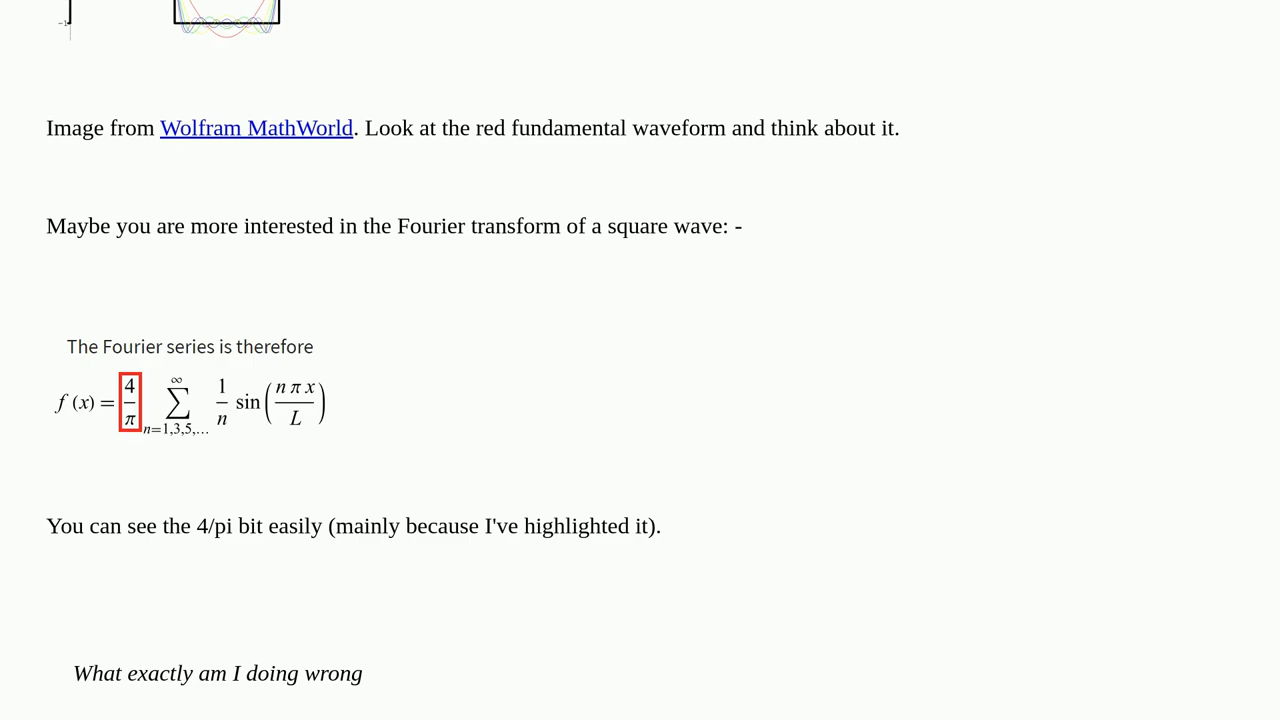 -1
Image from Wolfram MathWorld. Look at the red fundamental waveform and think about it.
Maybe you are more interested in the Fourier transform of a square wave: -
The Fourier series is therefore
f (x) = 4/π ∑_{n=1,3,5,...}^{∞} 1/n sin(n π x / L)
You can see the 4/pi bit easily (mainly because I've highlighted it).
What exactly am I doing wrong